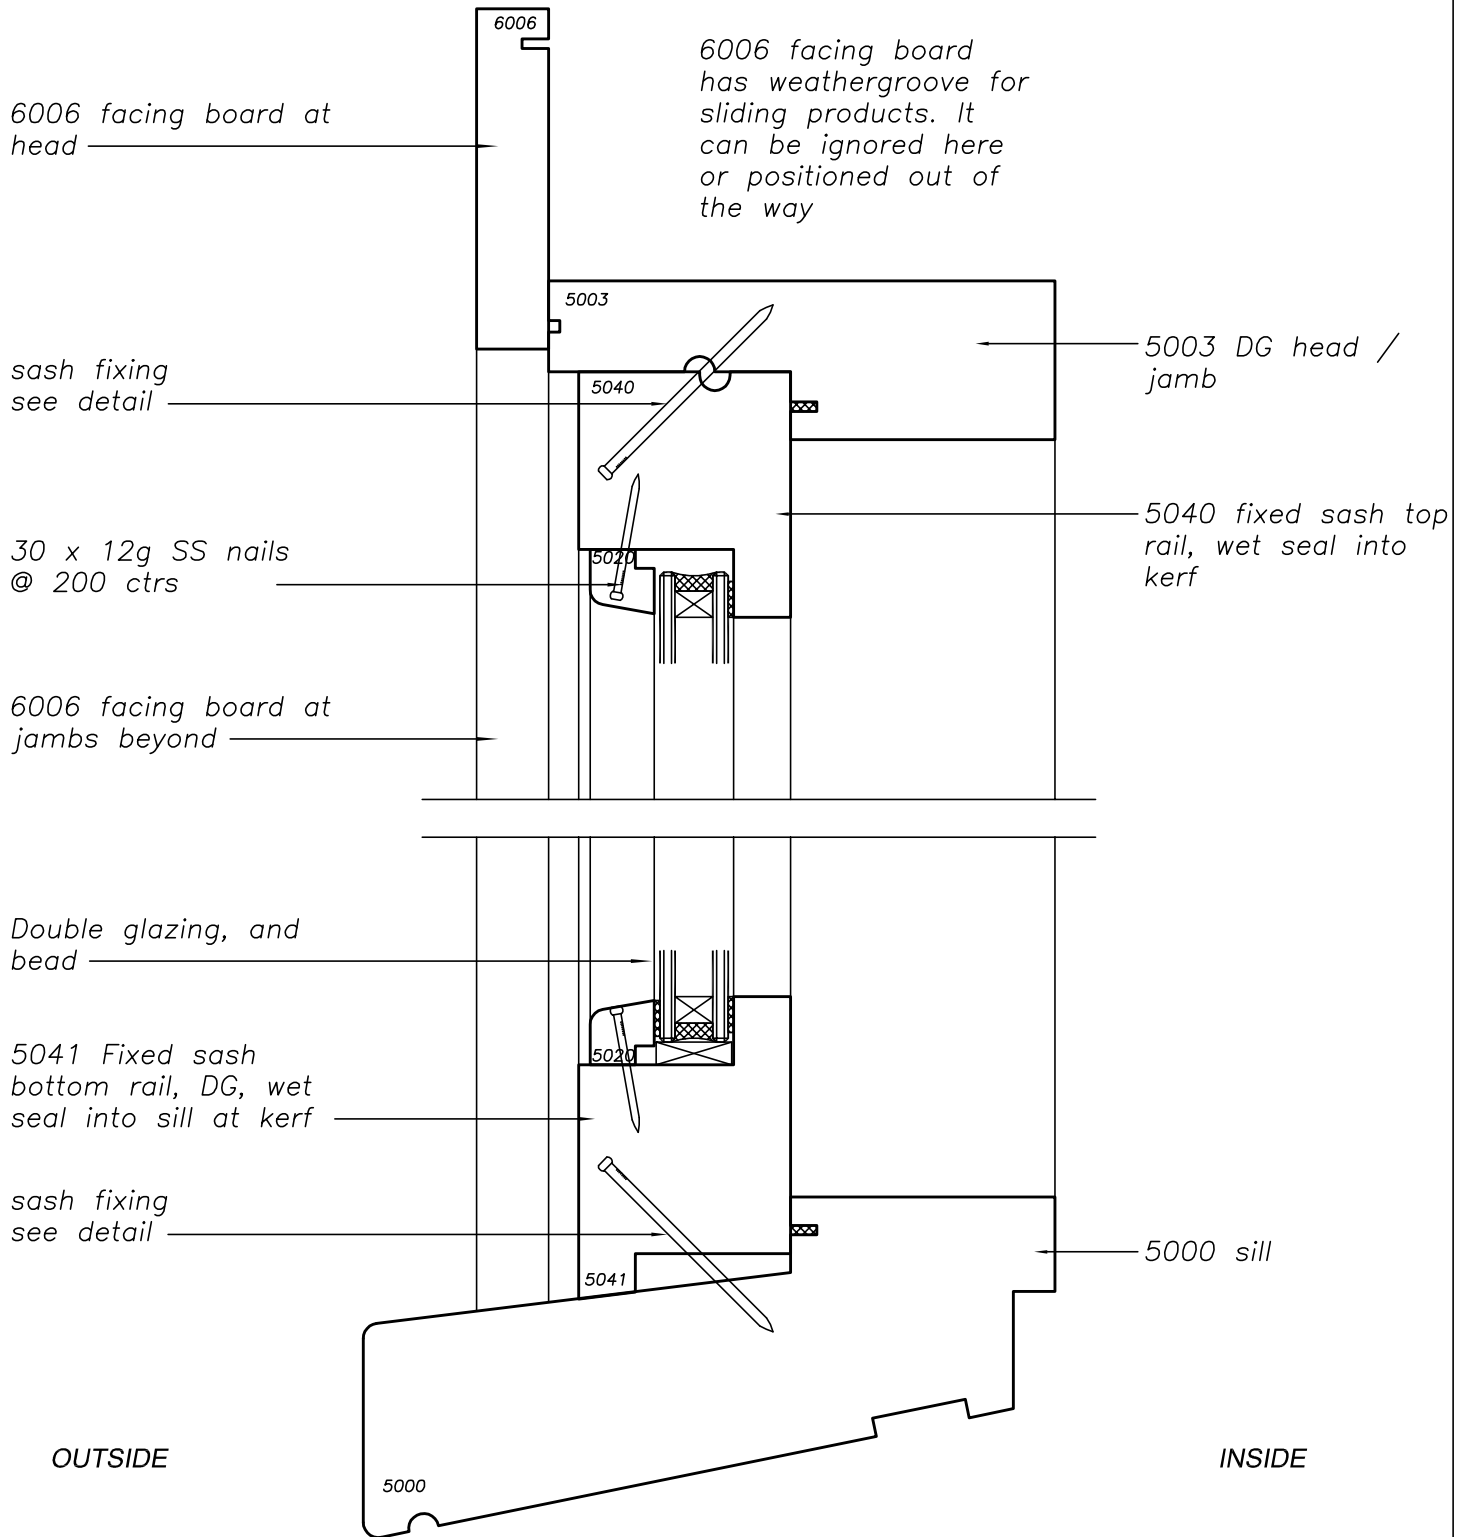 6006
6006 facing board
has weathergroove for
sliding products. It
can be ignored here
or positioned out of
the way
6006 facing board at
head
5003
5003 DG head /
jamb
sash fixing
see detail
5040
5040 fixed sash top
rail, wet seal into
kerf
30 x 12g SS nails
@ 200 ctrs
5020
6006 facing board at
jambs beyond
Double glazing, and
bead
5020
5041 Fixed sash
bottom rail, DG, wet
seal into sill at kerf
sash fixing
see detail
5041
5000 sill
OUTSIDE
INSIDE
5000